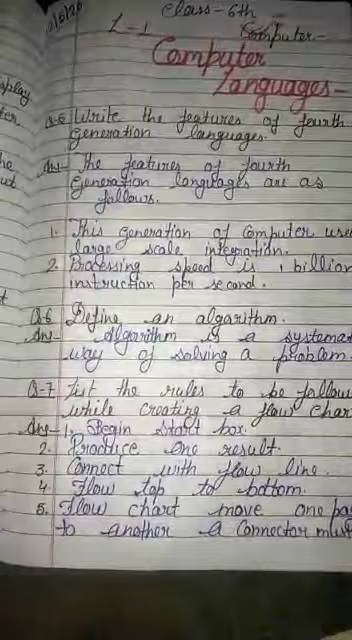 Class - 6th
L - 1 Computer -
Computer
Languages -
Q-5 Write the features of fourth
generation languages.
Ans- The features of fourth
generation languages are as
follows.
1. This generation of computer use
large scale integration.
2. Processing speed is 1 billion
instruction per second.
Q-6 Define an algorithm.
Ans- Algorithm is a systema
way of solving a problem.
Q-7 List the rules to be follow
while creating a flow char
Ans- 1. Begin start box.
2. Practice one result.
3. Connect with flow line.
4. Flow top to bottom.
5. Flow chart move one pa
to another a connector must